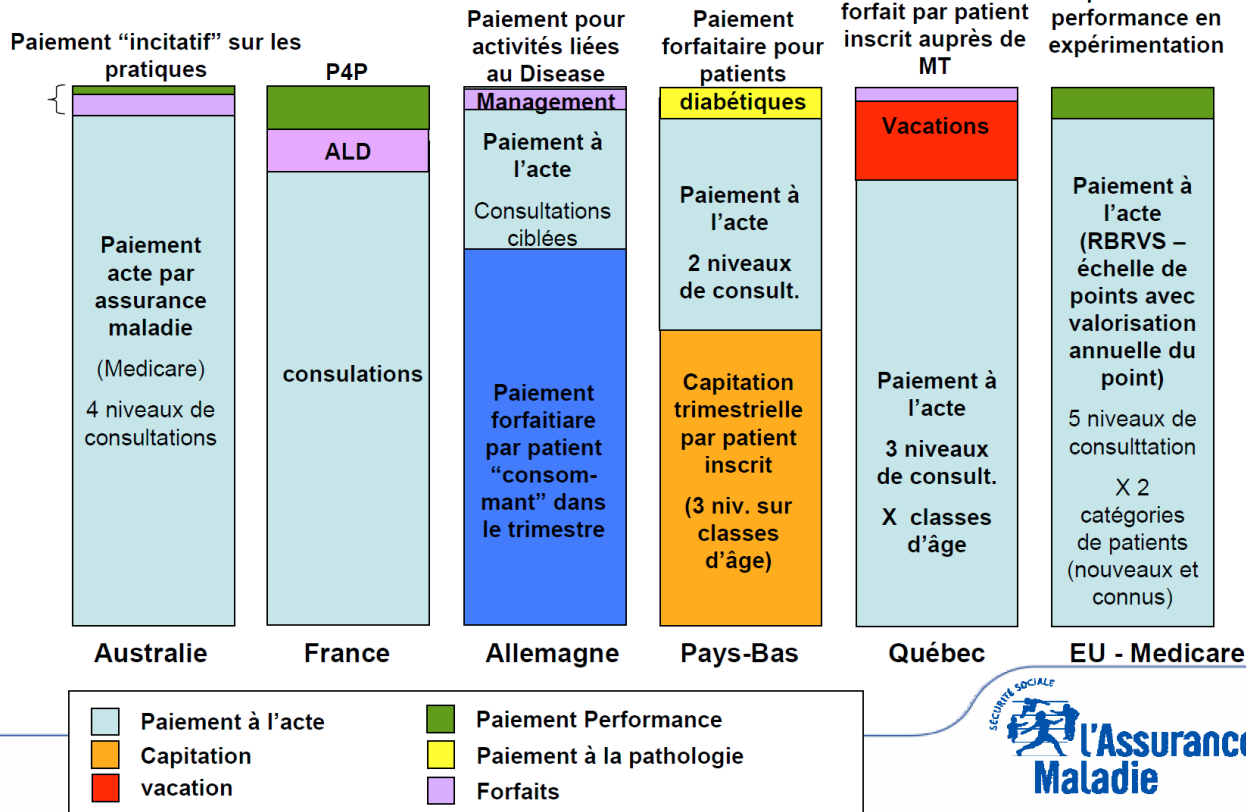 Paiement “incitatif” sur les
pratiques
P4P
Paiement pour
activités liées
au Disease
Management
Paiement
forfaitaire pour
patients
diabétiques
forfait par patient
inscrit auprès de
MT
performance en
expérimentation
Paiement
acte par
assurance
maladie
(Medicare)
4 niveaux de
consultations
ALD
consulations
Paiement à
l’acte
Consultations
ciblées
Paiement
forfaitiare
par patient
“consom-
mant” dans
le trimestre
Paiement à
l’acte
2 niveaux
de consult.
Capitation
trimestrielle
par patient
inscrit
(3 niv. sur
classes
d’âge)
Vacations
Paiement à
l’acte
3 niveaux
de consult.
X classes
d’âge
Paiement à
l’acte
(RBRVS –
échelle de
points avec
valorisation
annuelle du
point)
5 niveaux de
consulttation
X 2
catégories
de patients
(nouveaux et
connus)
Australie
France
Allemagne
Pays-Bas
Québec
EU - Medicare
Paiement à l’acte
Capitation
vacation
Paiement Performance
Paiement à la pathologie
Forfaits
SÉCURITÉ SOCIALE
l’Assurance
Maladie